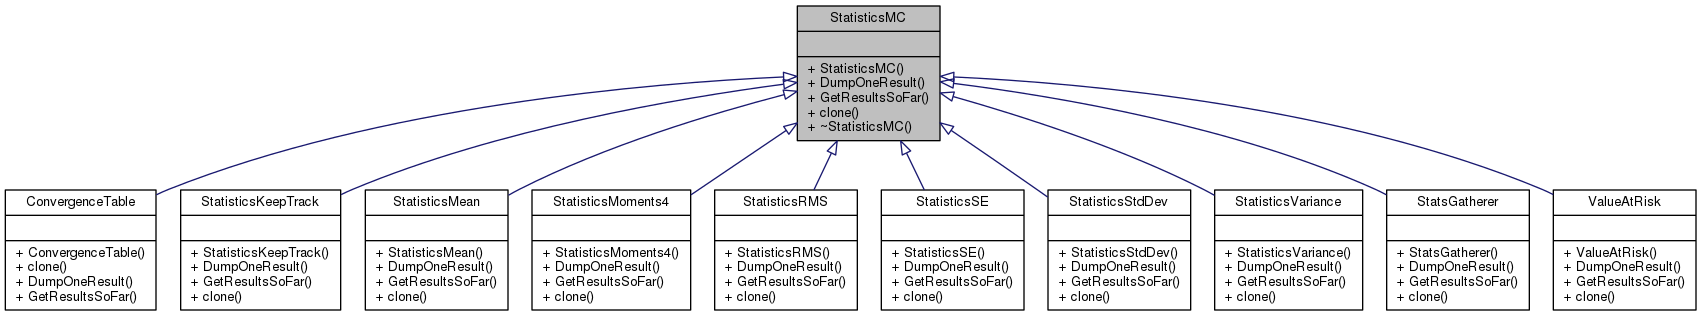 StatisticsMC
+ StatisticsMC()
+ DumpOneResult()
+ GetResultsSoFar()
+ clone()
+ ~StatisticsMC()
ConvergenceTable
+ ConvergenceTable()
+ clone()
+ DumpOneResult()
+ GetResultsSoFar()
StatisticsKeepTrack
+ StatisticsKeepTrack()
+ DumpOneResult()
+ GetResultsSoFar()
+ clone()
StatisticsMean
+ StatisticsMean()
+ DumpOneResult()
+ GetResultsSoFar()
+ clone()
StatisticsMoments4
+ StatisticsMoments4()
+ DumpOneResult()
+ GetResultsSoFar()
+ clone()
StatisticsRMS
+ StatisticsRMS()
+ DumpOneResult()
+ GetResultsSoFar()
+ clone()
StatisticsSE
+ StatisticsSE()
+ DumpOneResult()
+ GetResultsSoFar()
+ clone()
StatisticsStdDev
+ StatisticsStdDev()
+ DumpOneResult()
+ GetResultsSoFar()
+ clone()
StatisticsVariance
+ StatisticsVariance()
+ DumpOneResult()
+ GetResultsSoFar()
+ clone()
StatsGatherer
+ StatsGatherer()
+ DumpOneResult()
+ GetResultsSoFar()
+ clone()
ValueAtRisk
+ ValueAtRisk()
+ DumpOneResult()
+ GetResultsSoFar()
+ clone()